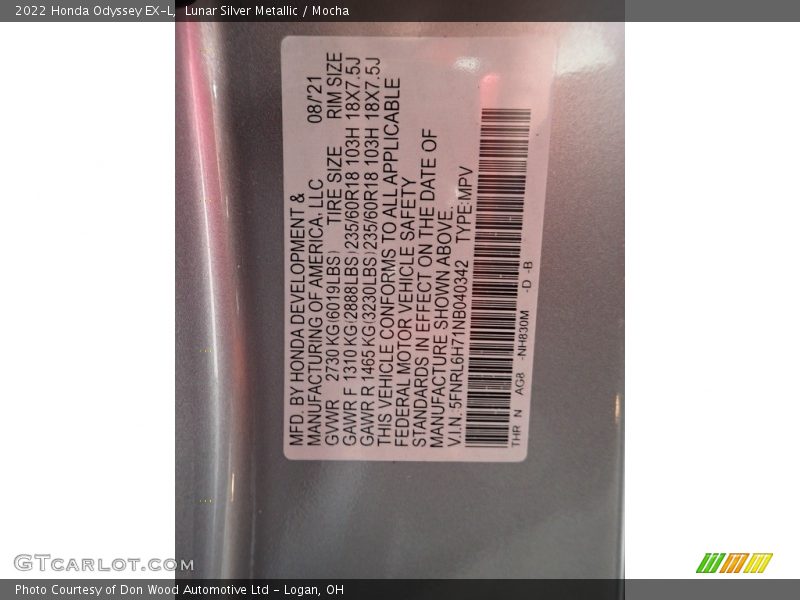 2022 Honda Odyssey EX-L, Lunar Silver Metallic / Mocha
MFD. BY HONDA DEVELOPMENT &
MANUFACTURING OF AMERICA, LLC 08/'21
GVWR 2730 KG(6019LBS) TIRE SIZE RIM SIZE
GAWR F 1310 KG(2888LBS)235/60R18 103H 18X7.5J
GAWR R 1465 KG(3230LBS)235/60R18 103H 18X7.5J
THIS VEHICLE CONFORMS TO ALL APPLICABLE
FEDERAL MOTOR VEHICLE SAFETY
STANDARDS IN EFFECT ON THE DATE OF
MANUFACTURE SHOWN ABOVE.
V.I.N. 5FNRL6H71NB040342 TYPE:MPV
THR N AG8 -NH830M -D -B
GTcarlot.com
Photo Courtesy of Don Wood Automotive Ltd - Logan, OH